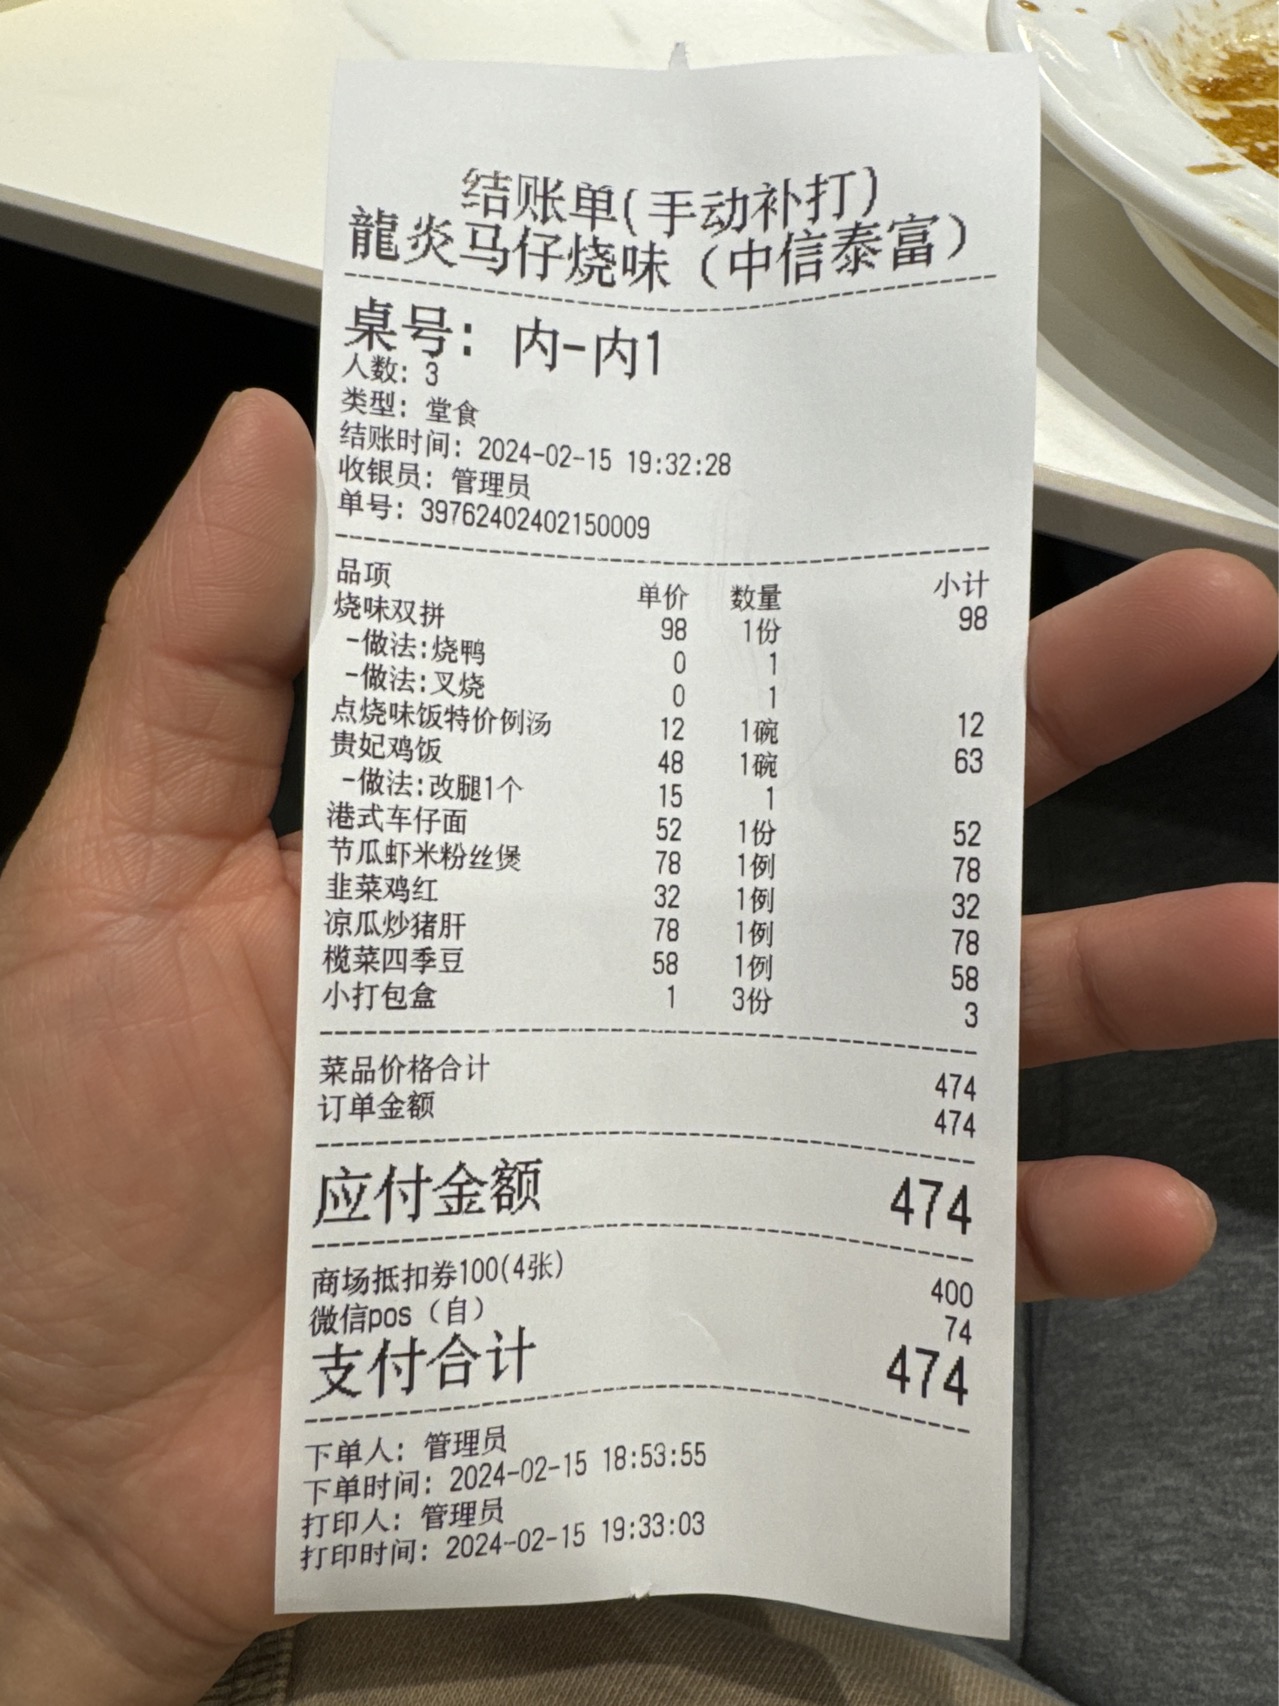 结账单(手动补打)
龍炎马仔烧味（中信泰富）
桌号: 内-内1
人数: 3
类型: 堂食
结账时间: 2024-02-15 19:32:28
收银员: 管理员
单号: 39762402402150009
品项 单价 数量 小计
烧味双拼 98 1份 98
-做法:烧鸭 0 1
-做法:叉烧 0 1
点烧味饭特价例汤 12 1碗 12
贵妃鸡饭 48 1碗 63
-做法:改腿1个 15 1
港式车仔面 52 1份 52
节瓜虾米粉丝煲 78 1例 78
韭菜鸡红 32 1例 32
凉瓜炒猪肝 78 1例 78
榄菜四季豆 58 1例 58
小打包盒 1 3份 3
菜品价格合计 474
订单金额 474
应付金额 474
商场抵扣券100(4张) 400
微信pos（自） 74
支付合计 474
下单人: 管理员
下单时间: 2024-02-15 18:53:55
打印人: 管理员
打印时间: 2024-02-15 19:33:03